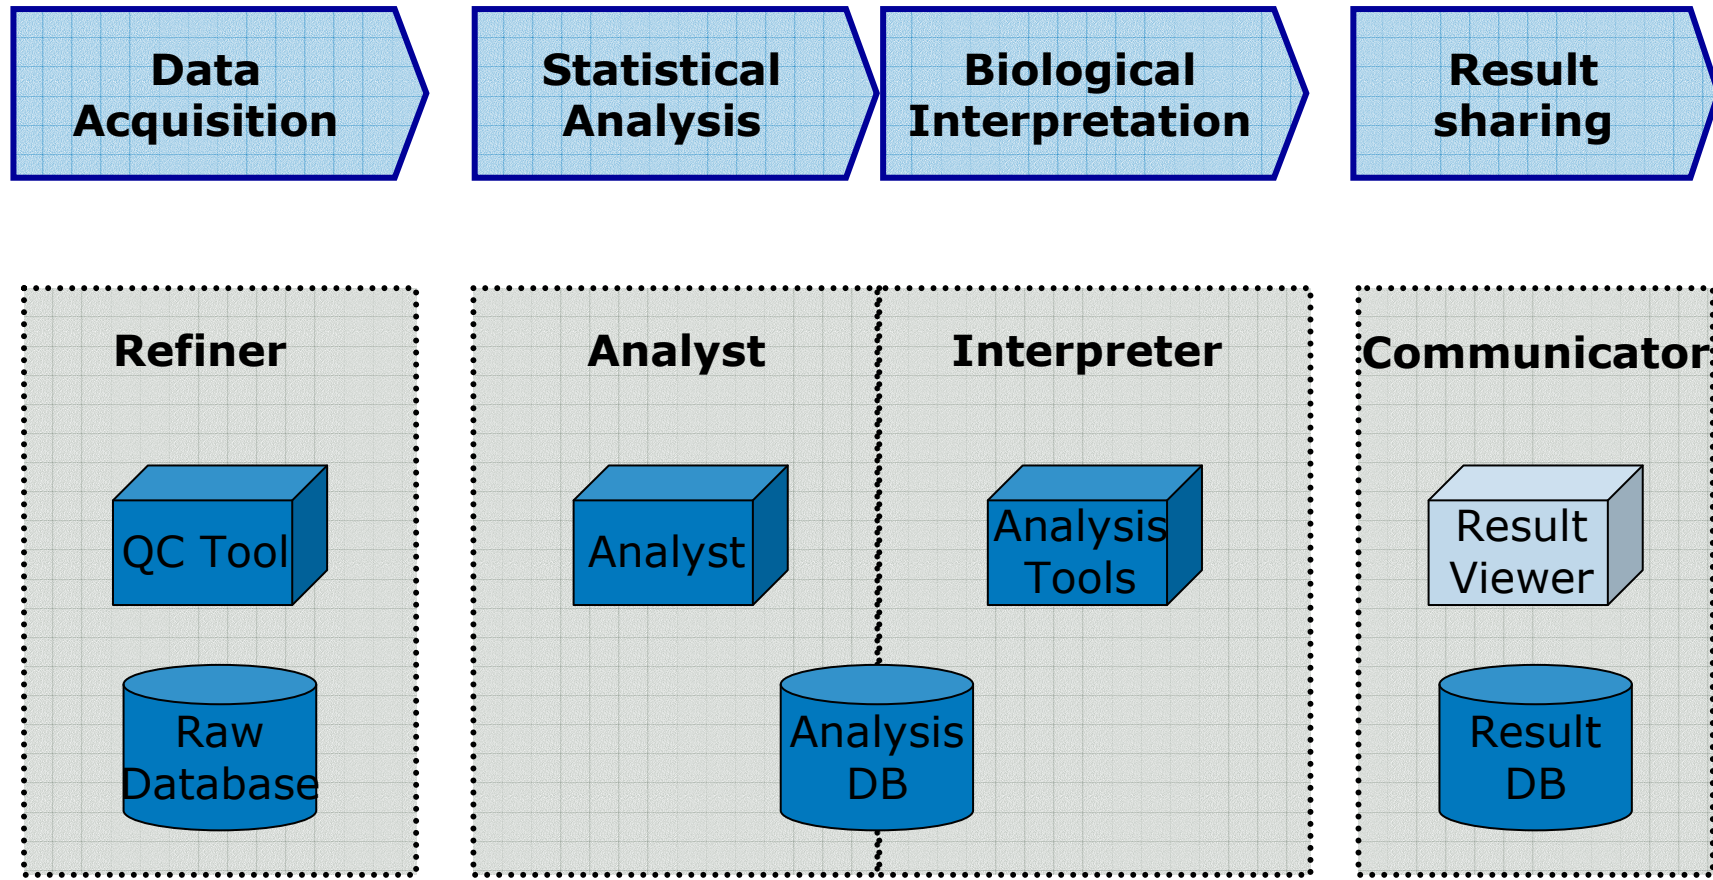 Data
Acquisition
Statistical
Analysis
Biological
Interpretation
Result
sharing
Refiner
Analyst
Interpreter
Communicator
QC Tool
Analyst
Analysis
Tools
Result
Viewer
Raw
Database
Analysis
DB
Result
DB